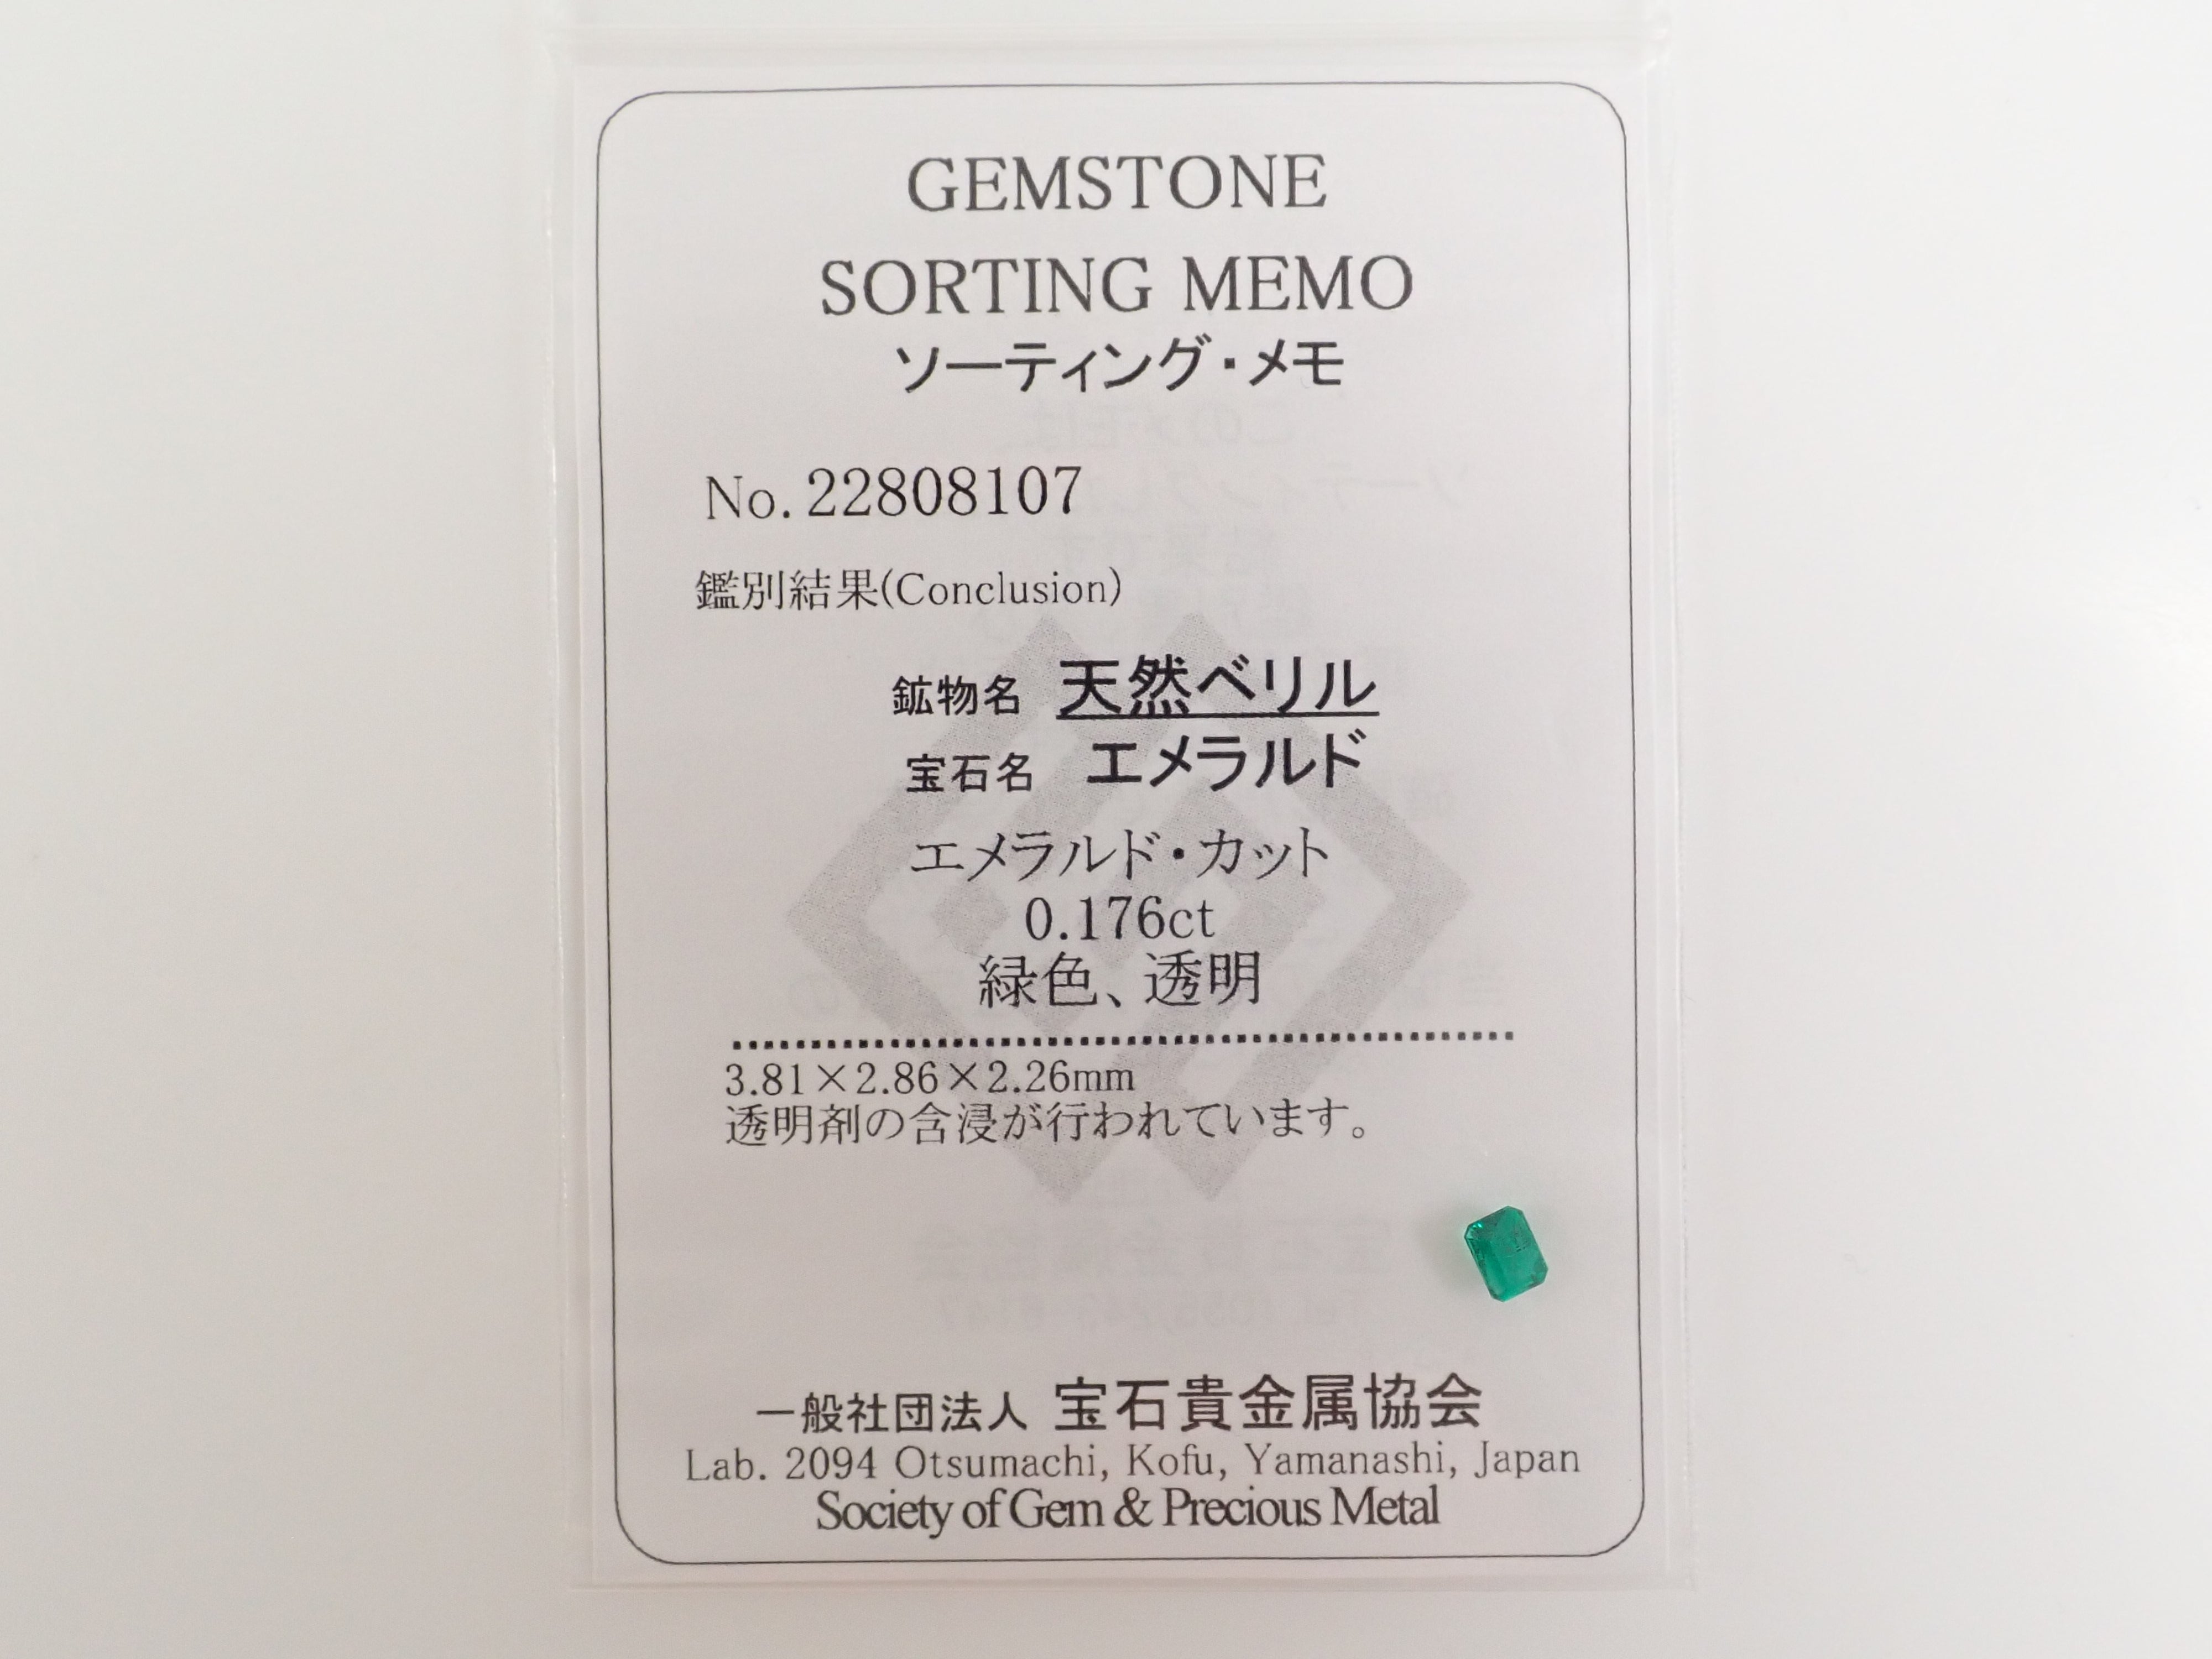 GEMSTONE
SORTING MEMO
ソーティング・メモ
No. 22808107
鑑別結果(Conclusion)
鉱物名 天然ベリル
宝石名 エメラルド
エメラルド・カット
0.176ct
緑色、透明
3.81×2.86×2.26mm
透明剤の含浸が行われています。
一般社団法人 宝石貴金属協会
Lab. 2094 Otsumachi, Kofu, Yamanashi, Japan
Society of Gem & Precious Metal